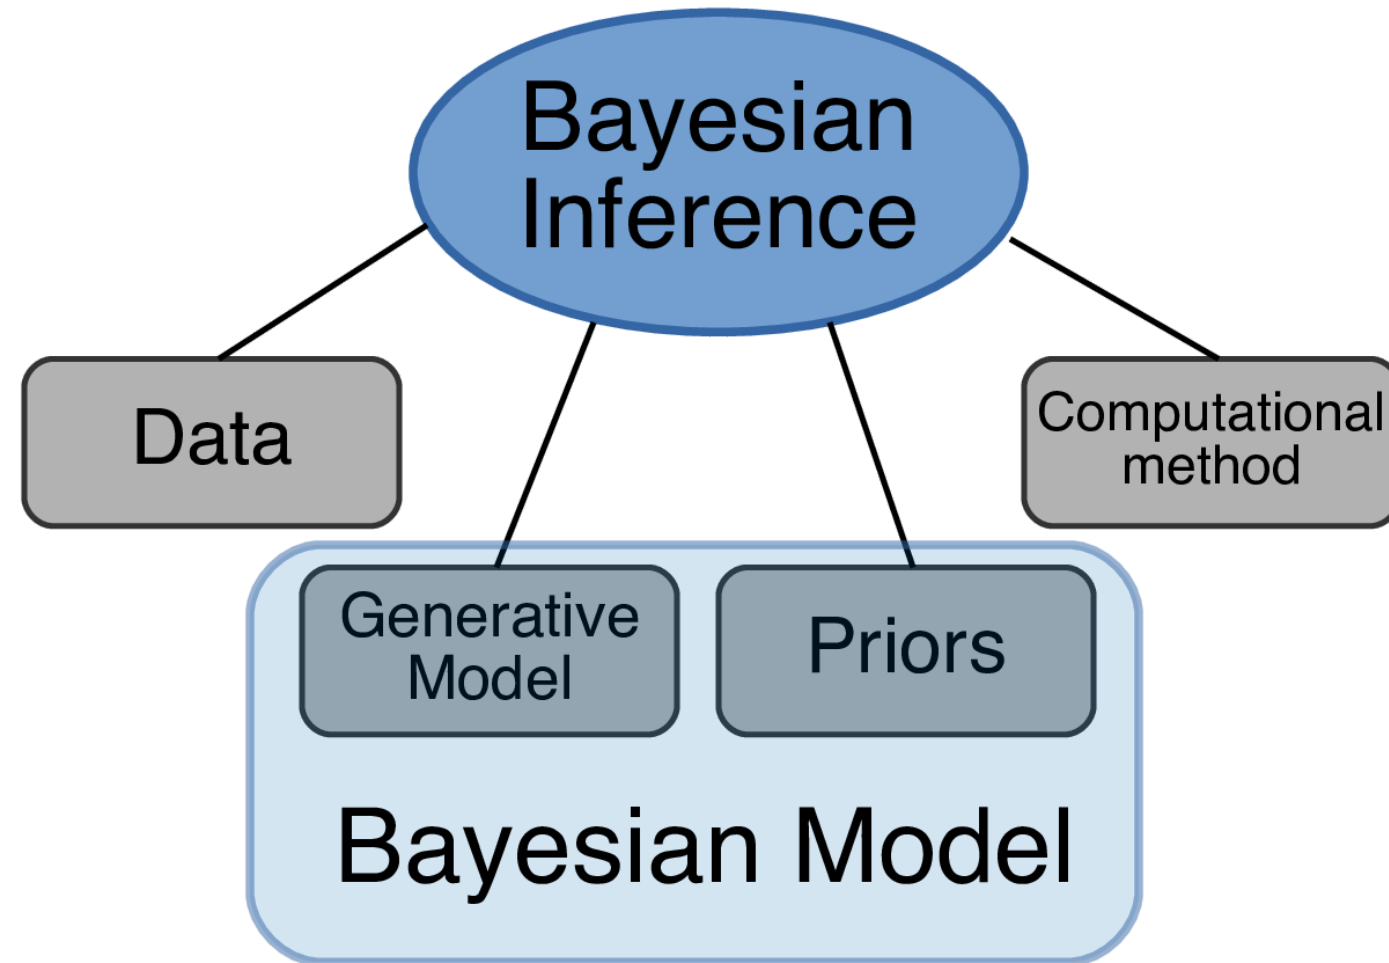 Bayesian
Inference
Data
Computational
method
Generative
Model
Priors
Bayesian Model